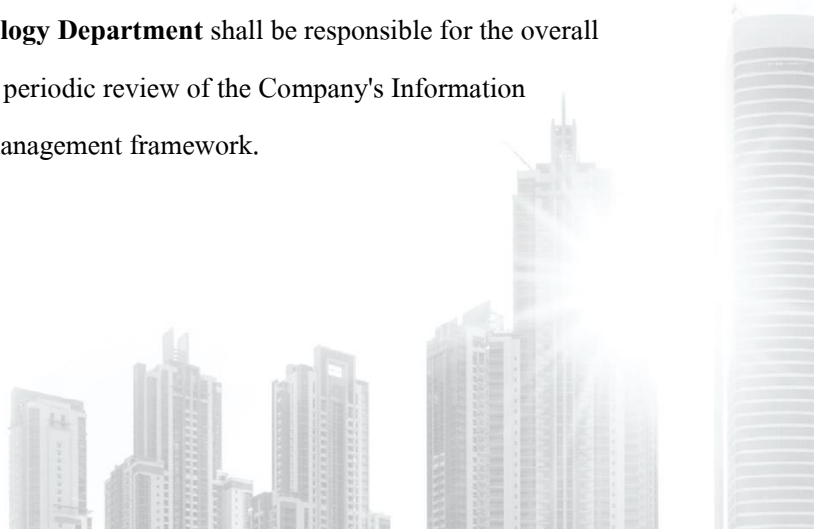 logy Department shall be responsible for the overall
periodic review of the Company's Information
anagement framework.